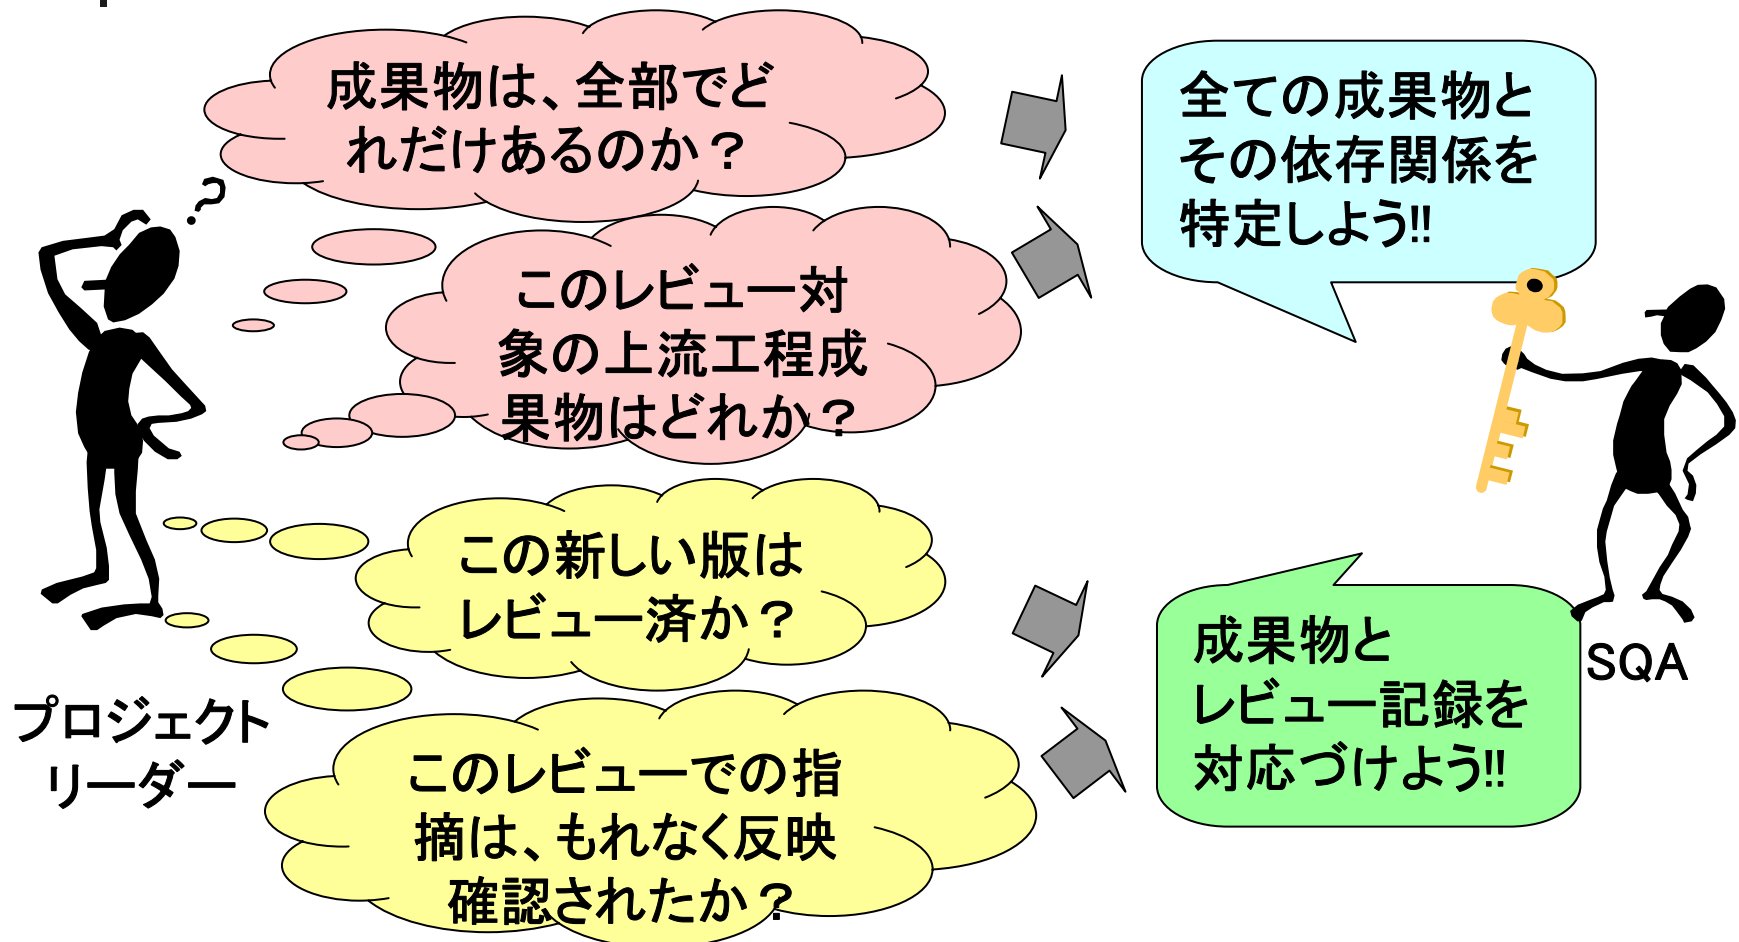 成果物は、全部でど
れだけあるのか？
このレビュー対
象の上流工程成
果物はどれか？
この新しい版は
レビュー済か？
このレビューでの指
摘は、もれなく反映
確認されたか？
プロジェクト
リーダー
全ての成果物と
その依存関係を
特定しよう!!
成果物と
レビュー記録を
対応づけよう!!
SQA